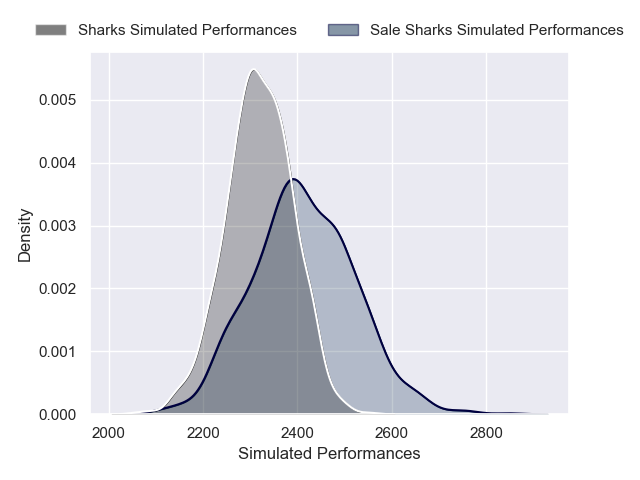 Sharks Simulated Performances
Sale Sharks Simulated Performances
0.005
0.004
0.003
0.002
0.001
0.000
Density
2000 2200 2400 2600 2800
Simulated Performances